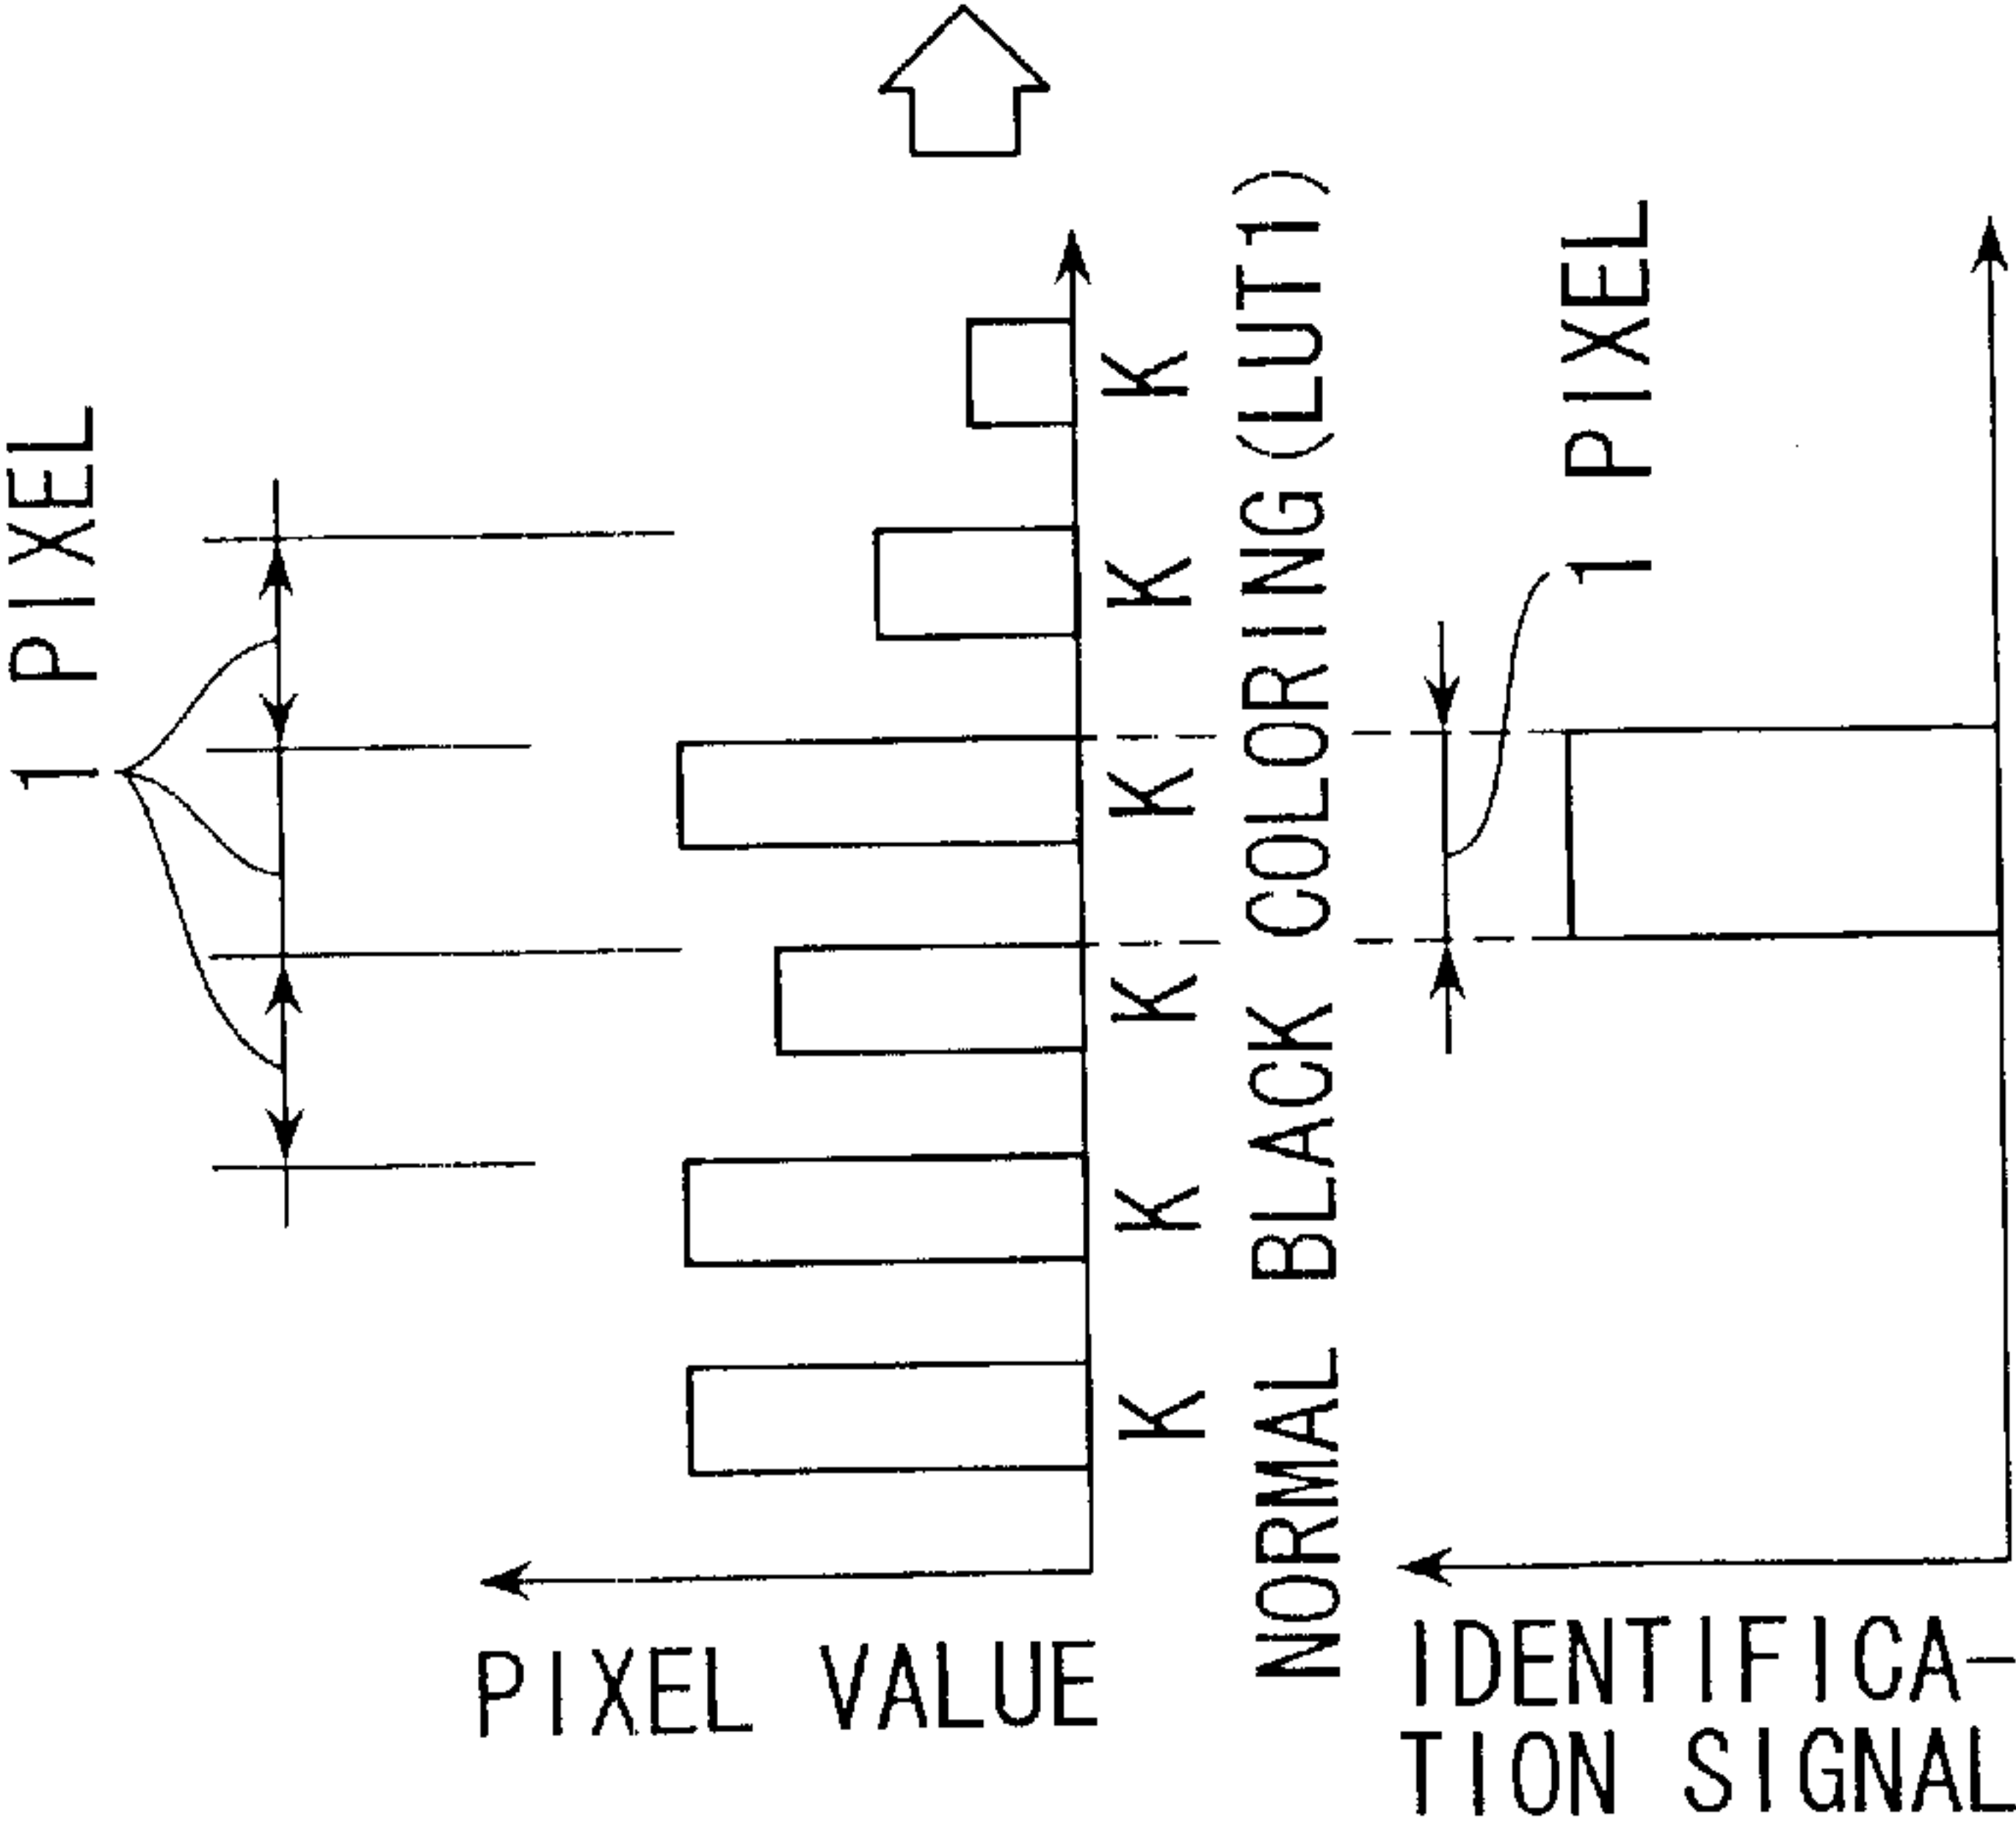 1 PIXEL
PIXEL VALUE
K K K K K K
NORMAL BLACK COLORING(LUT1)
1 PIXEL
IDENTIFICA-
TION SIGNAL